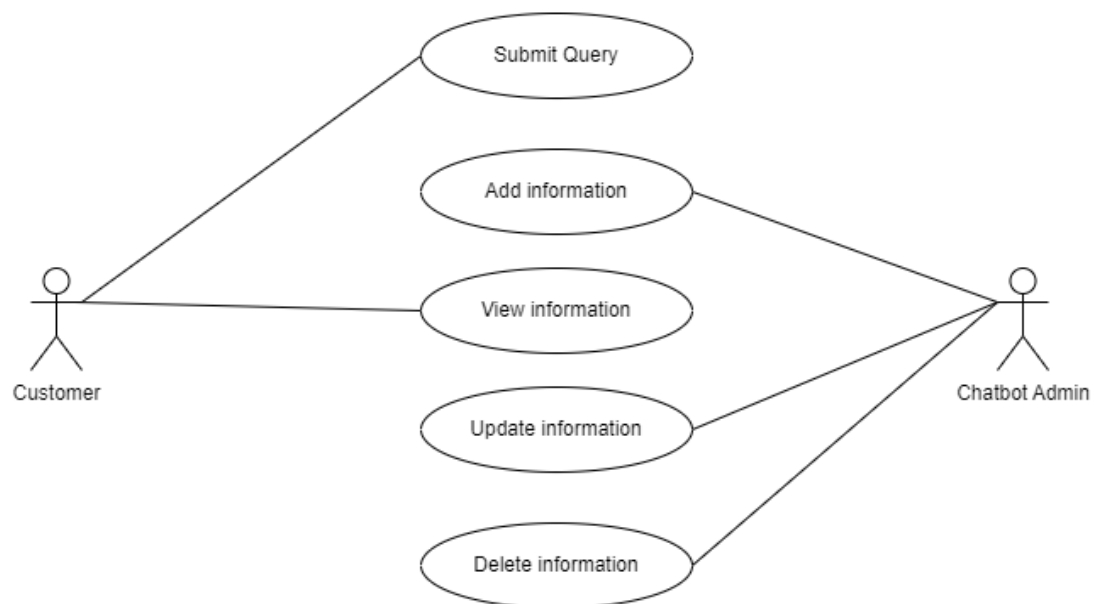 Submit Query
Add information
View information
Customer
Chatbot Admin
Update information
Delete information